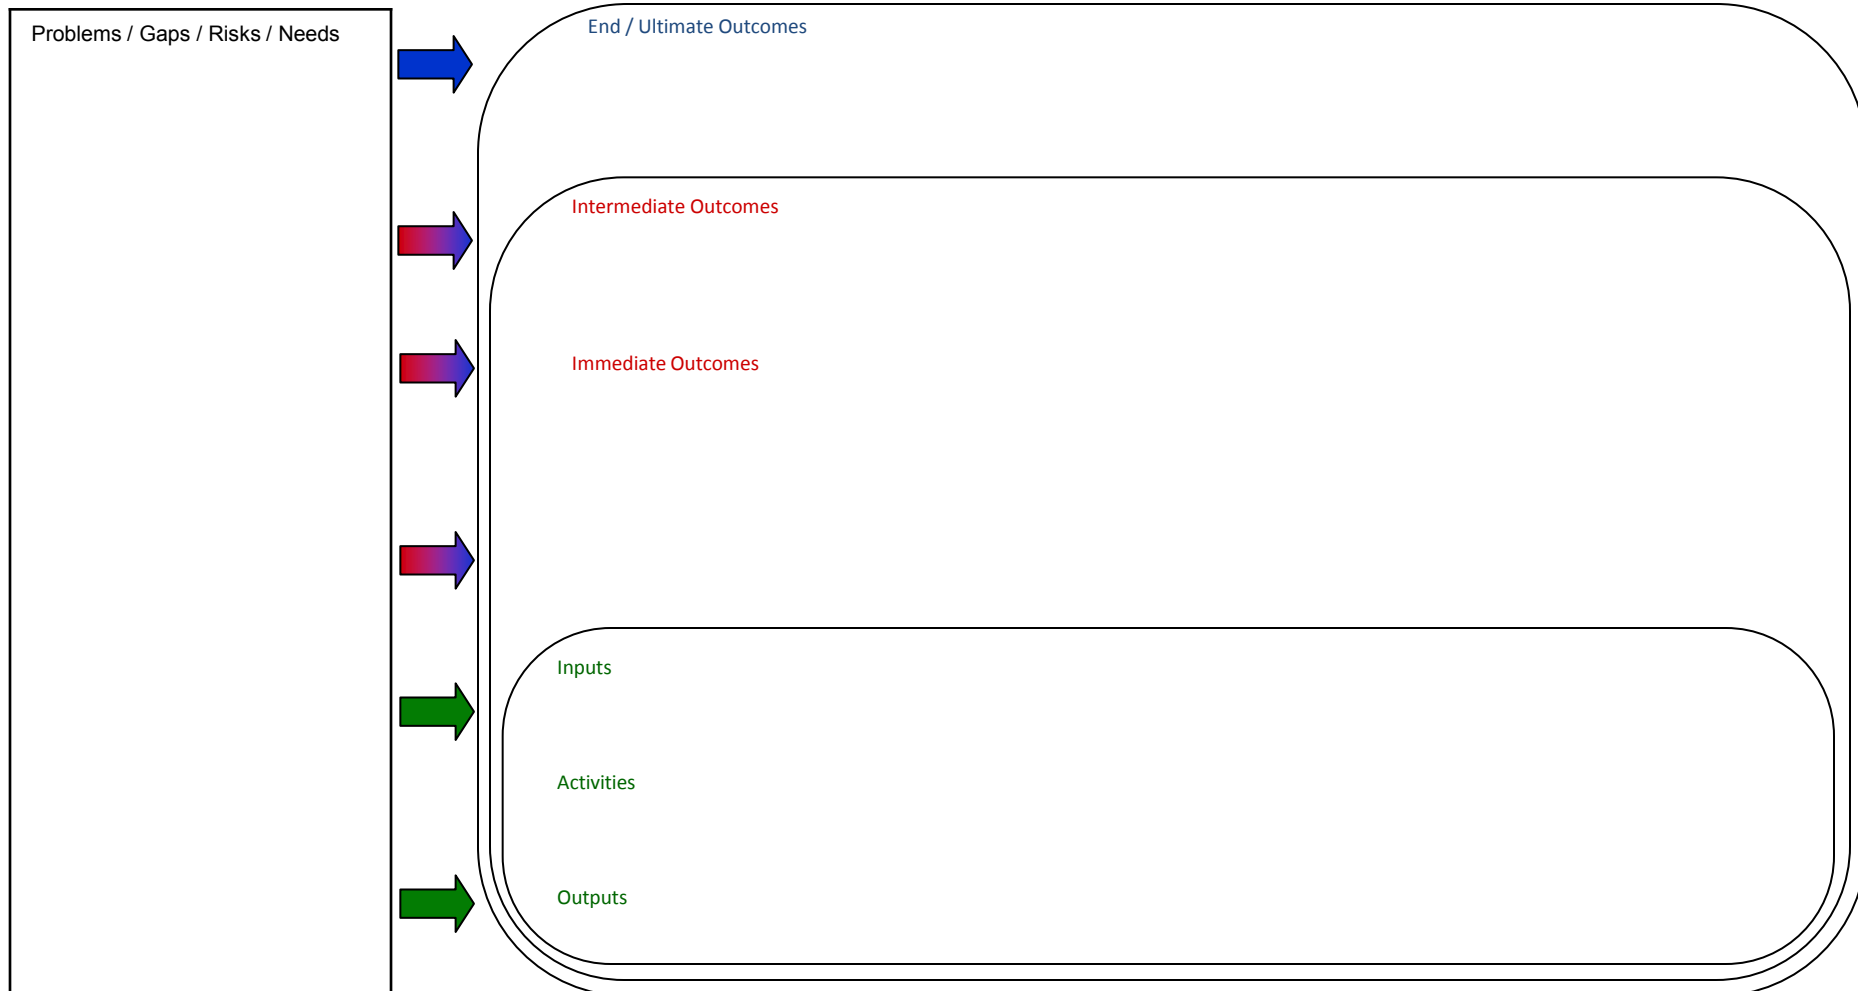 Problems / Gaps / Risks / Needs
End / Ultimate Outcomes
Intermediate Outcomes
Immediate Outcomes
Inputs
Activities
Outputs